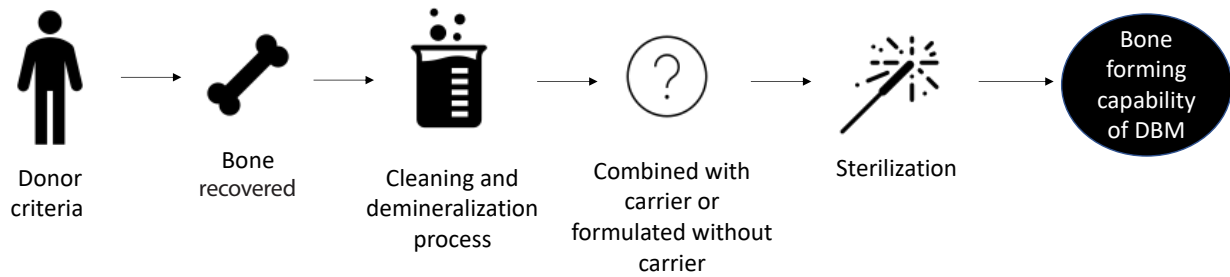 Donor
criteria
Bone
recovered
Cleaning and
demineralization
process
?
Combined with
carrier or
formulated without
carrier
Sterilization
Bone
forming
capability
of DBM